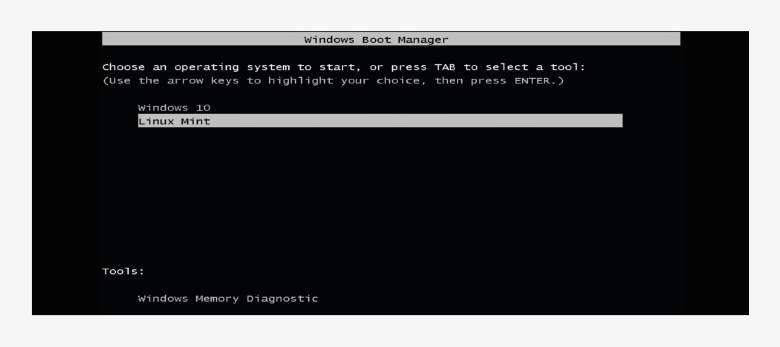 Windows Boot Manager
Choose an operating system to start, or press TAB to select a tool:
(Use the arrow keys to highlight your choice, then press ENTER.)
Windows 10
Linux Mint
Tools:
Windows Memory Diagnostic